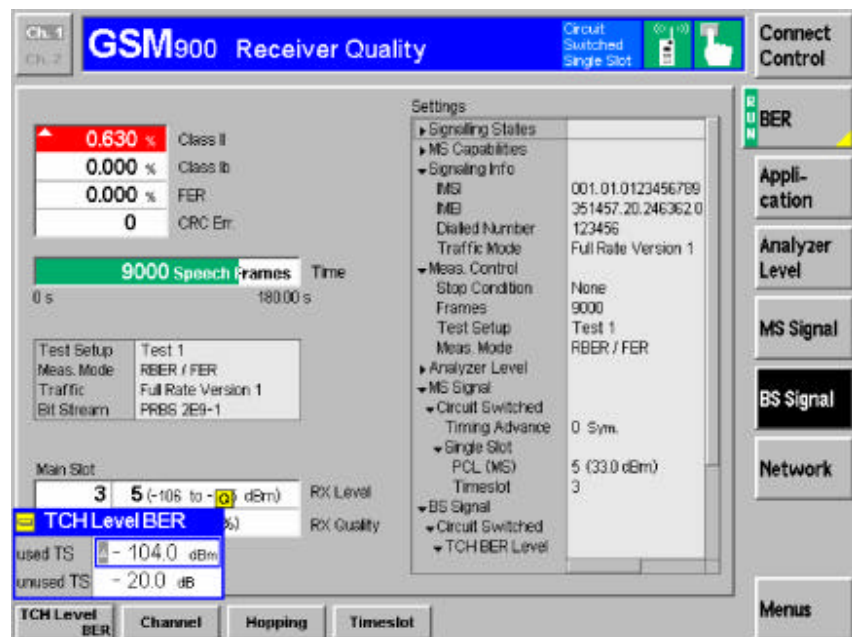 Ch. 1
Ch. 2
GSM900 Receiver Quality
Circuit
Switched
Single Slot
Connect
Control
0.630 % Class II
0.000 % Class Ib
0.000 % FER
0 CRC Err.
9000 Speech Frames Time
0 s 180.00 s
Test Setup Test 1
Meas. Mode RBER / FER
Traffic Full Rate Version 1
Bit Stream PRBS 2E9-1
Main Slot
3 5 (-106 to - dBm) RX Level
%) RX Quality
TCH Level BER
used TS - 104.0 dBm
unused TS - 20.0 dB
Settings
Signalling States
MS Capabilities
Signaling Info
IMSI 001.01.0123456789
IMEI 351457.20.246362.0
Dialled Number 123456
Traffic Mode Full Rate Version 1
Meas. Control
Stop Condition None
Frames 9000
Test Setup Test 1
Meas. Mode RBER / FER
Analyzer Level
MS Signal
Circuit Switched
Timing Advance 0 Sym.
Single Slot
PCL (MS) 5 (33.0 dBm)
Timeslot 3
BS Signal
Circuit Switched
TCH BER Level
RUN
BER
Appli-
cation
Analyzer
Level
MS Signal
BS Signal
Network
Menus
TCH Level
BER
Channel
Hopping
Timeslot